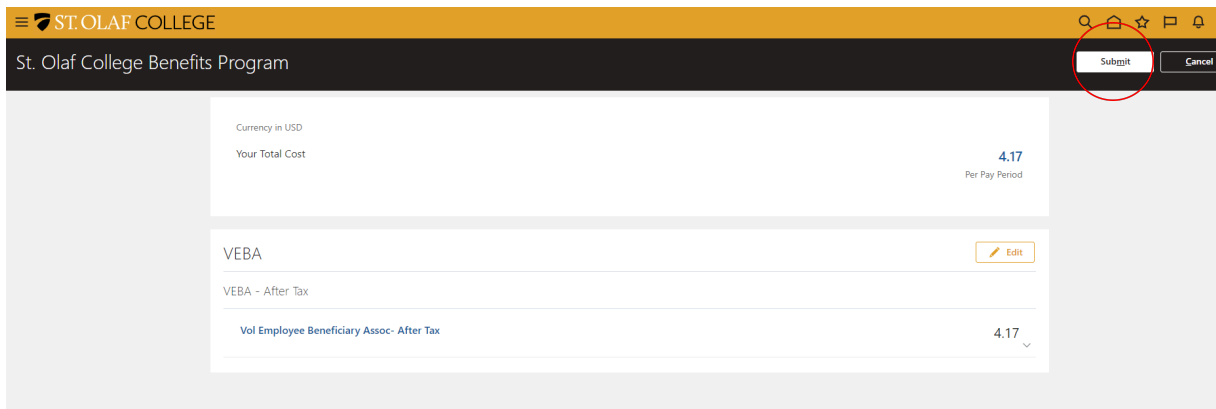 ST. OLAF COLLEGE
St. Olaf College Benefits Program
Submit
Cancel
Currency in USD
Your Total Cost
4.17
Per Pay Period
VEBA
Edit
VEBA - After Tax
Vol Employee Beneficiary Assoc- After Tax
4.17